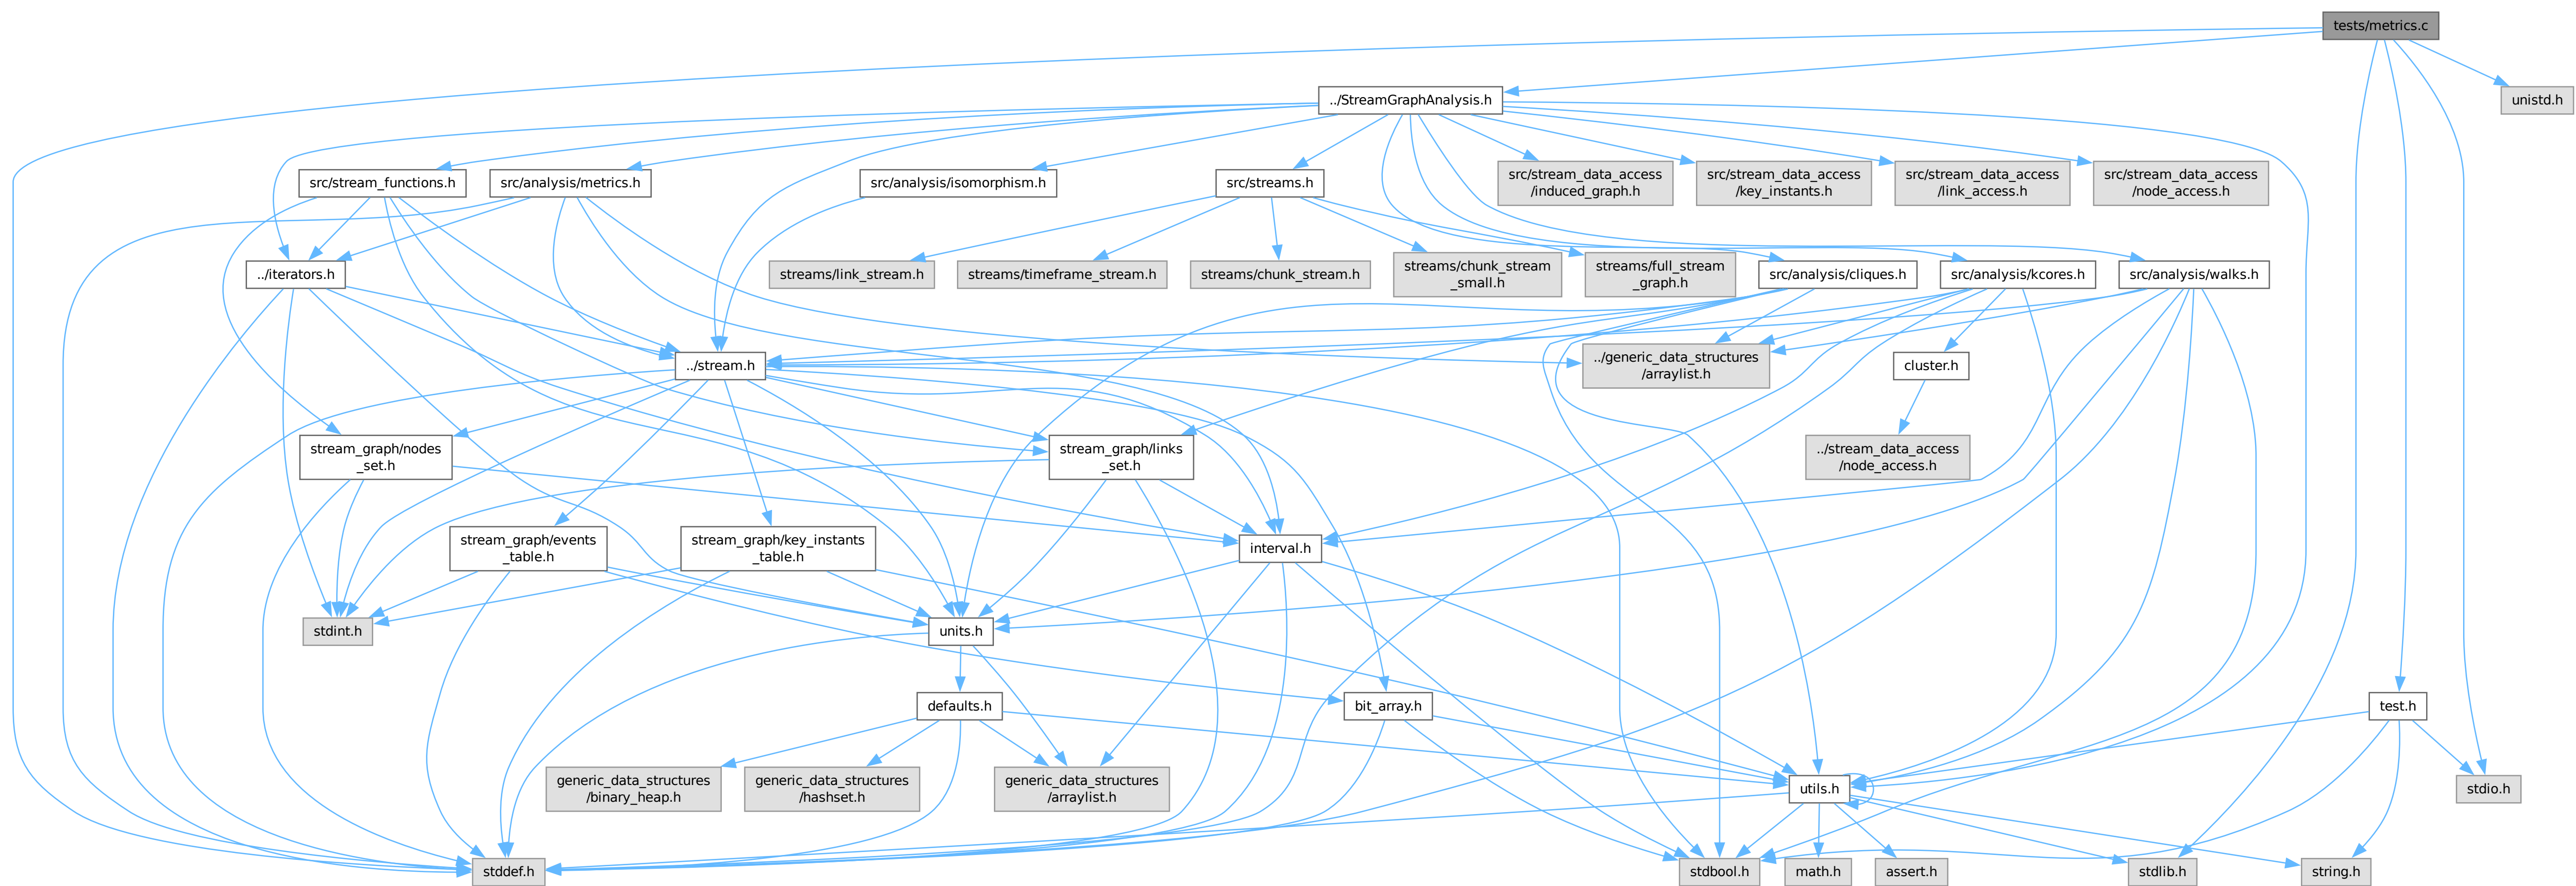 tests/metrics.c
../StreamGraphAnalysis.h
unistd.h
src/stream_functions.h
src/analysis/metrics.h
src/analysis/isomorphism.h
src/streams.h
src/stream_data_access
/induced_graph.h
src/stream_data_access
/key_instants.h
src/stream_data_access
/link_access.h
src/stream_data_access
/node_access.h
../iterators.h
streams/link_stream.h
streams/timeframe_stream.h
streams/chunk_stream.h
streams/chunk_stream
_small.h
streams/full_stream
_graph.h
src/analysis/cliques.h
src/analysis/kcores.h
src/analysis/walks.h
../stream.h
../generic_data_structures
/arraylist.h
cluster.h
stream_graph/nodes
_set.h
stream_graph/links
_set.h
../stream_data_access
/node_access.h
stream_graph/events
_table.h
stream_graph/key_instants
_table.h
interval.h
stdint.h
units.h
defaults.h
bit_array.h
test.h
generic_data_structures
/binary_heap.h
generic_data_structures
/hashset.h
generic_data_structures
/arraylist.h
utils.h
stdio.h
stddef.h
stdbool.h
math.h
assert.h
stdlib.h
string.h